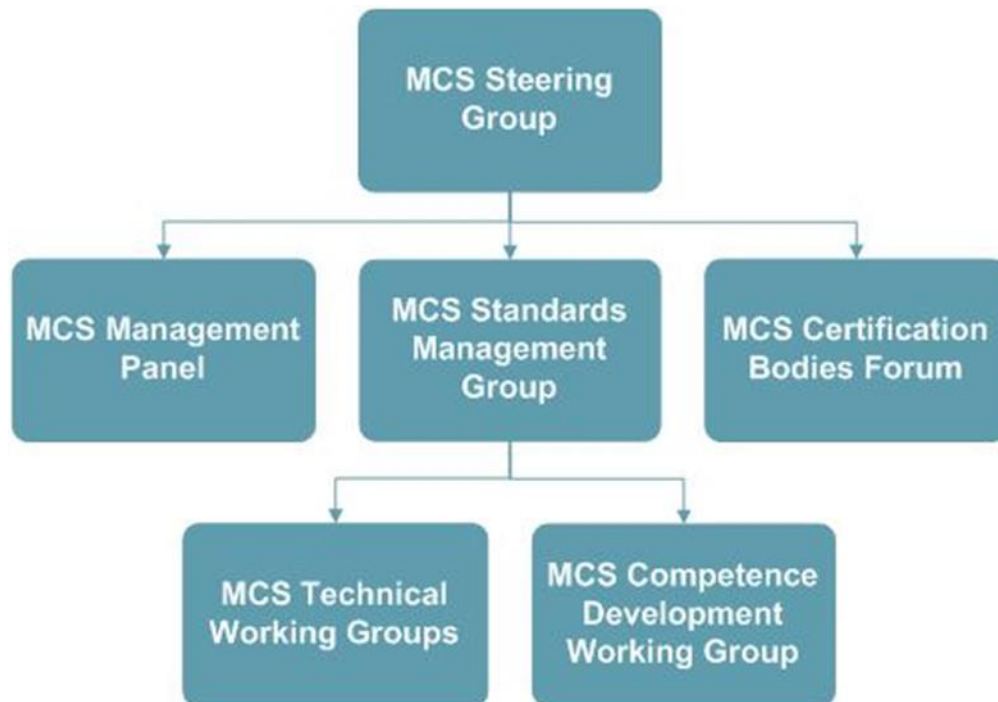 MCS Steering
Group
MCS Management
Panel
MCS Standards
Management
Group
MCS Certification
Bodies Forum
MCS Technical
Working Groups
MCS Competence
Development
Working Group